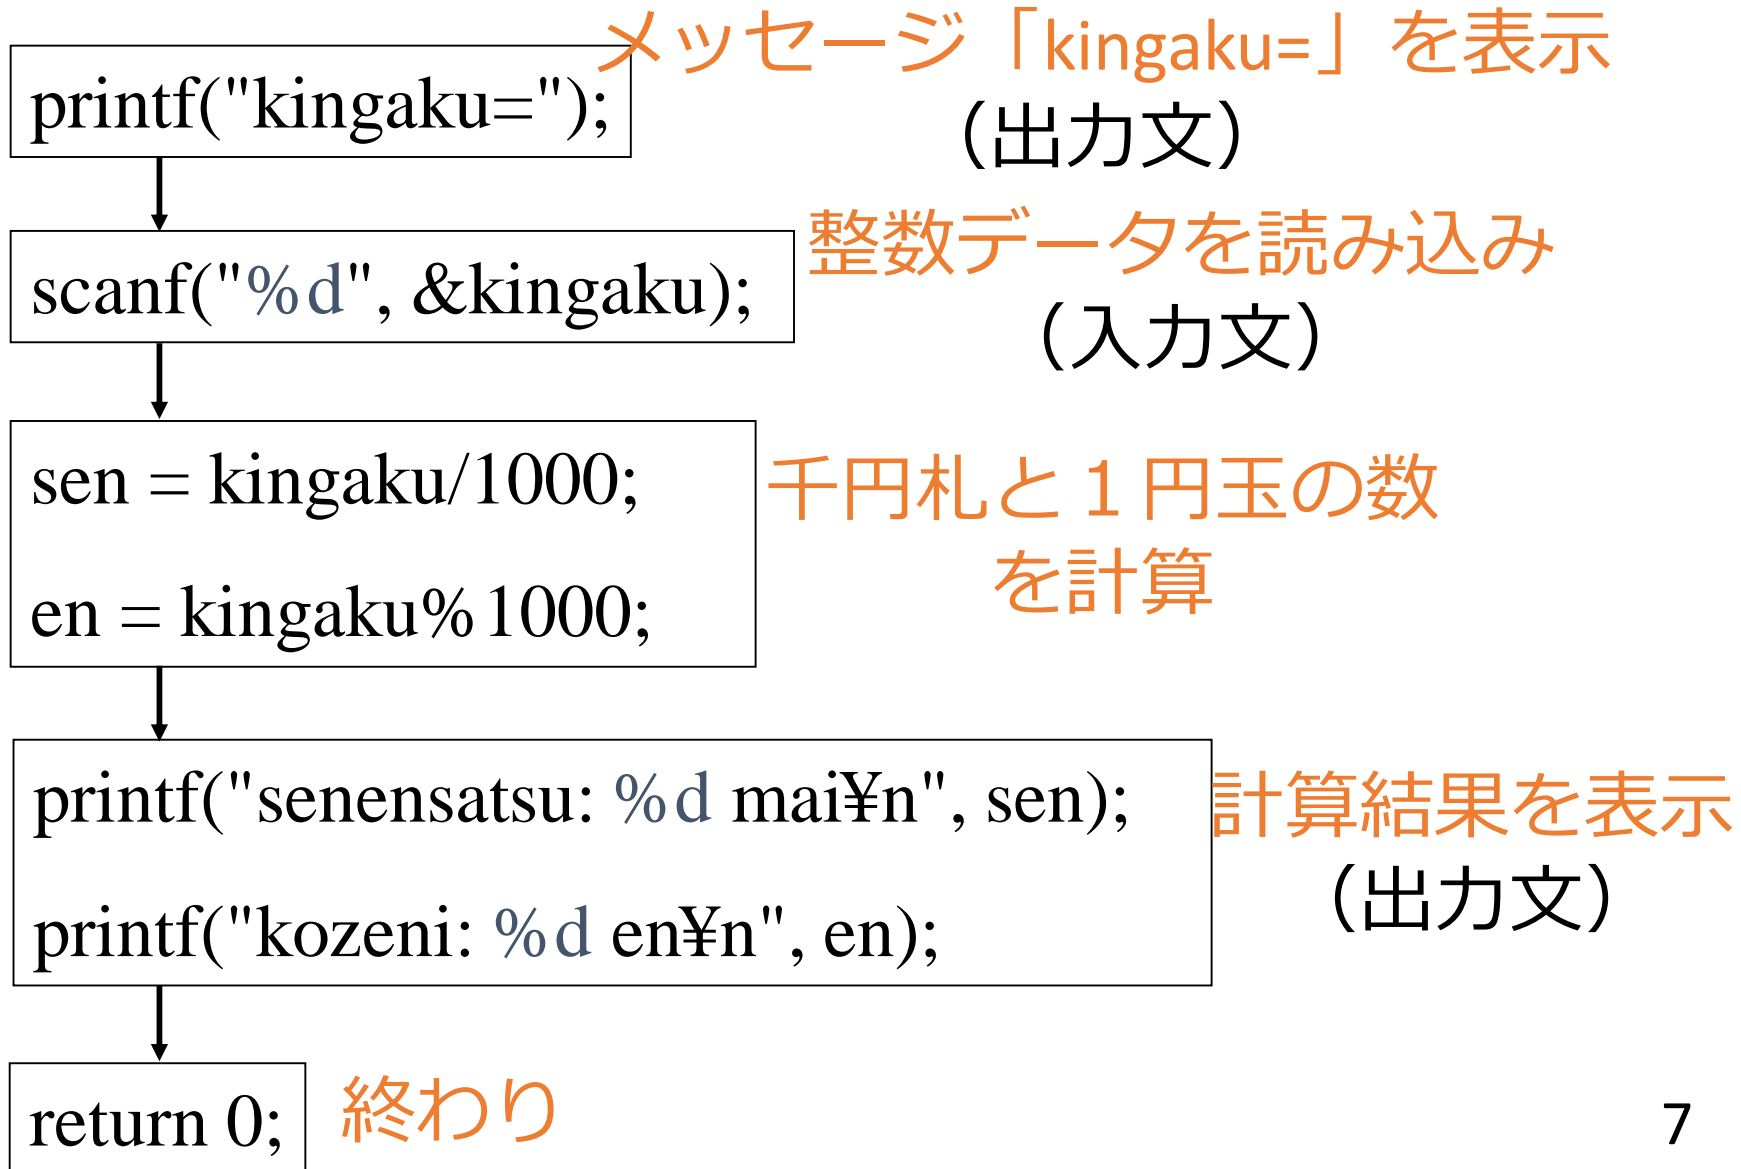 メッセージ「kingaku=」を表示
printf("kingaku=");
（出力文）
整数データを読み込み
scanf("%d", &kingaku);
（入力文）
sen = kingaku/1000;
千円札と１円玉の数
を計算
en = kingaku%1000;
printf("senensatsu: %d mai¥n", sen);
計算結果を表示
（出力文）
printf("kozeni: %d en¥n", en);
return 0;
終わり
7